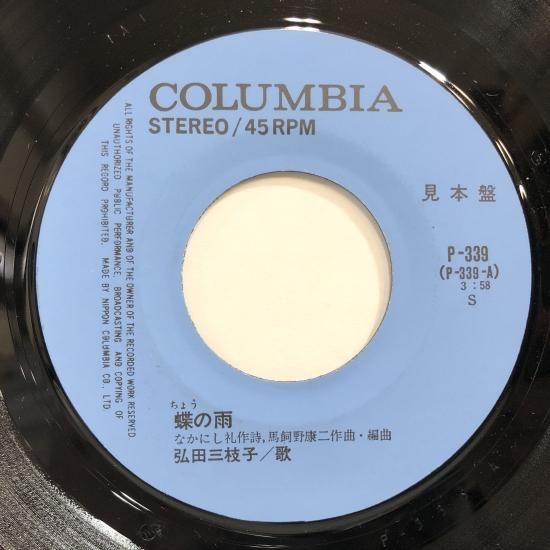 COLUMBIA
STEREO/45RPM
見本盤
P-339
(P-339-A)
3:58
S
ALL RIGHTS OF THE MANUFACTURER AND OF THE OWNER OF THE RECORDED WORK RESERVED.
UNAUTHORIZED PUBLIC PERFORMANCE, BROADCASTING AND COPYING OF
THIS RECORD PROHIBITED. MADE BY NIPPON COLUMBIA CO., LTD.
ちょう
蝶の雨
なかにし礼作詩,馬飼野康二作曲・編曲
弘田三枝子/歌